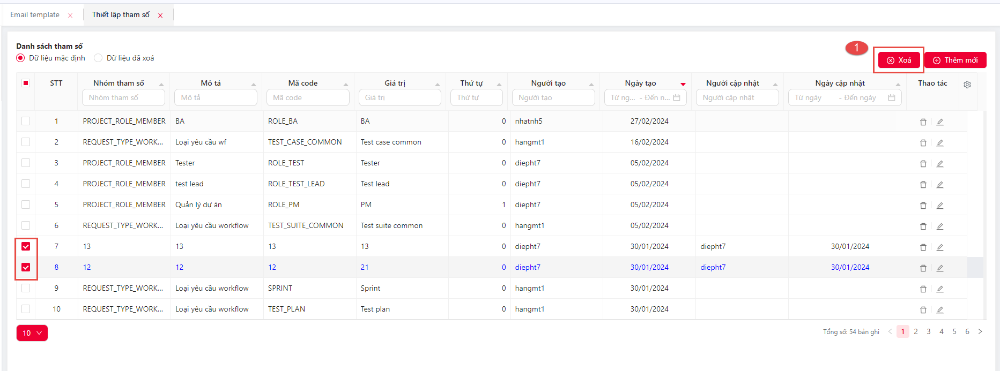 Email template Thiết lập tham số
Danh sách tham số
Dữ liệu mặc định Dữ liệu đã xoá
1 Xoá Thêm mới
STT Nhóm tham số Mô tả Mã code Giá trị Thứ tự Người tạo Ngày tạo Người cập nhật Ngày cập nhật Thao tác
Nhóm tham số Mô tả Mã code Giá trị Thứ tự Người tạo Từ ng... - Đến n... Người cập nhật Từ ngày - Đến ngày
1 PROJECT_ROLE_MEMBER BA ROLE_BA BA 0 nhatnh5 27/02/2024
2 REQUEST_TYPE_WORK... Loại yêu cầu wf TEST_CASE_COMMON Test case common 0 hangmt1 16/02/2024
3 PROJECT_ROLE_MEMBER Tester ROLE_TEST Tester 0 diepht7 05/02/2024
4 PROJECT_ROLE_MEMBER test lead ROLE_TEST_LEAD Test lead 0 diepht7 05/02/2024
5 PROJECT_ROLE_MEMBER Quản lý dự án ROLE_PM PM 1 diepht7 05/02/2024
6 REQUEST_TYPE_WORK... Loại yêu cầu workflow TEST_SUITE_COMMON Test suite common 0 hangmt1 05/02/2024
7 13 13 13 13 0 diepht7 30/01/2024 diepht7 30/01/2024
8 12 12 12 21 0 diepht7 30/01/2024 diepht7 30/01/2024
9 REQUEST_TYPE_WORK... Loại yêu cầu workflow SPRINT Sprint 0 hangmt1 30/01/2024
10 REQUEST_TYPE_WORK... Loại yêu cầu workflow TEST_PLAN Test plan 0 hangmt1 30/01/2024
10 Tổng số: 54 bản ghi < 1 2 3 4 5 6 >